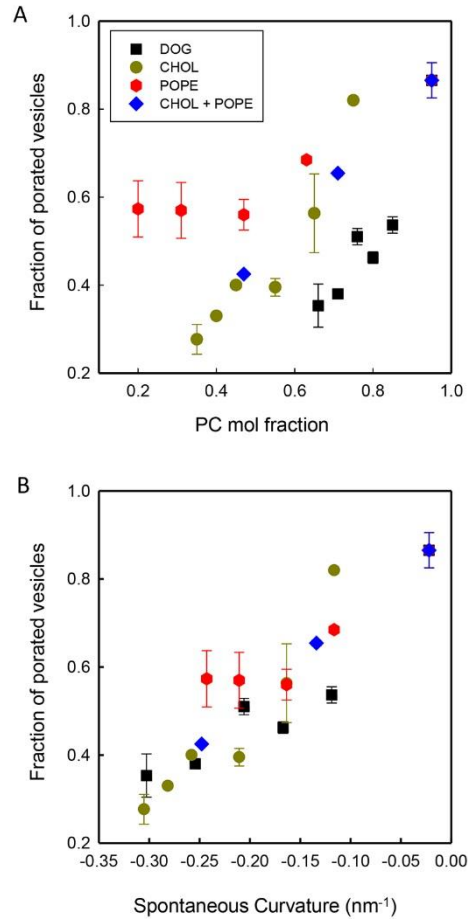 A
DOG
CHOL
POPE
CHOL + POPE
Fraction of porated vesicles
1.0
0.8
0.6
0.4
0.2
0.2 0.4 0.6 0.8 1.0
PC mol fraction
B
Fraction of porated vesicles
1.0
0.8
0.6
0.4
0.2
-0.35 -0.30 -0.25 -0.20 -0.15 -0.10 -0.05 0.00
Spontaneous Curvature (nm⁻¹)